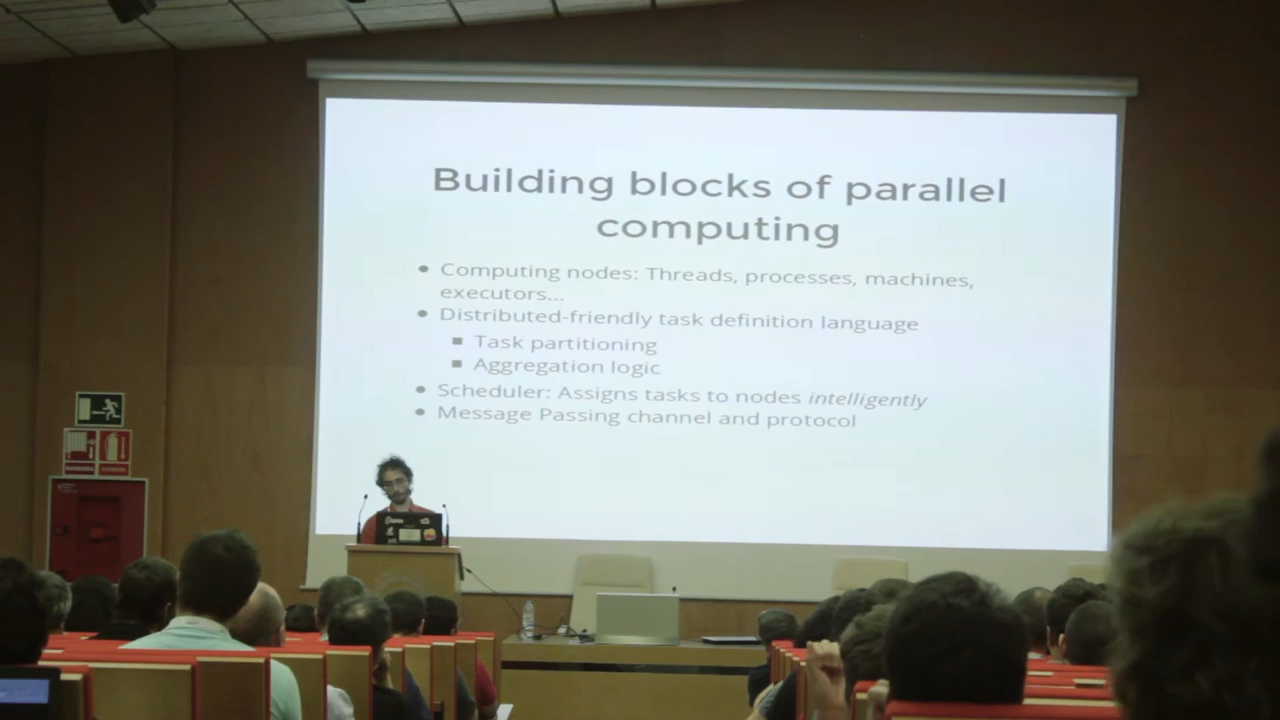 Building blocks of parallel
computing
• Computing nodes: Threads, processes, machines,
executors...
• Distributed-friendly task definition language
▪ Task partitioning
▪ Aggregation logic
• Scheduler: Assigns tasks to nodes intelligently
• Message Passing channel and protocol